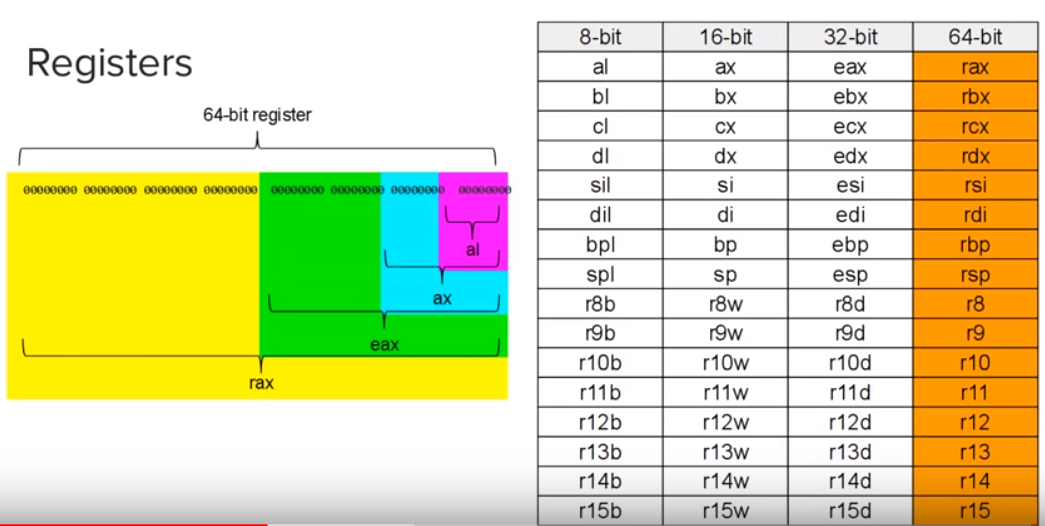 Registers
64-bit register
00000000 00000000 00000000 00000000 00000000 00000000 00000000 00000000
al
ax
eax
rax
8-bit 16-bit 32-bit 64-bit
al ax eax rax
bl bx ebx rbx
cl cx ecx rcx
dl dx edx rdx
sil si esi rsi
dil di edi rdi
bpl bp ebp rbp
spl sp esp rsp
r8b r8w r8d r8
r9b r9w r9d r9
r10b r10w r10d r10
r11b r11w r11d r11
r12b r12w r12d r12
r13b r13w r13d r13
r14b r14w r14d r14
r15b r15w r15d r15